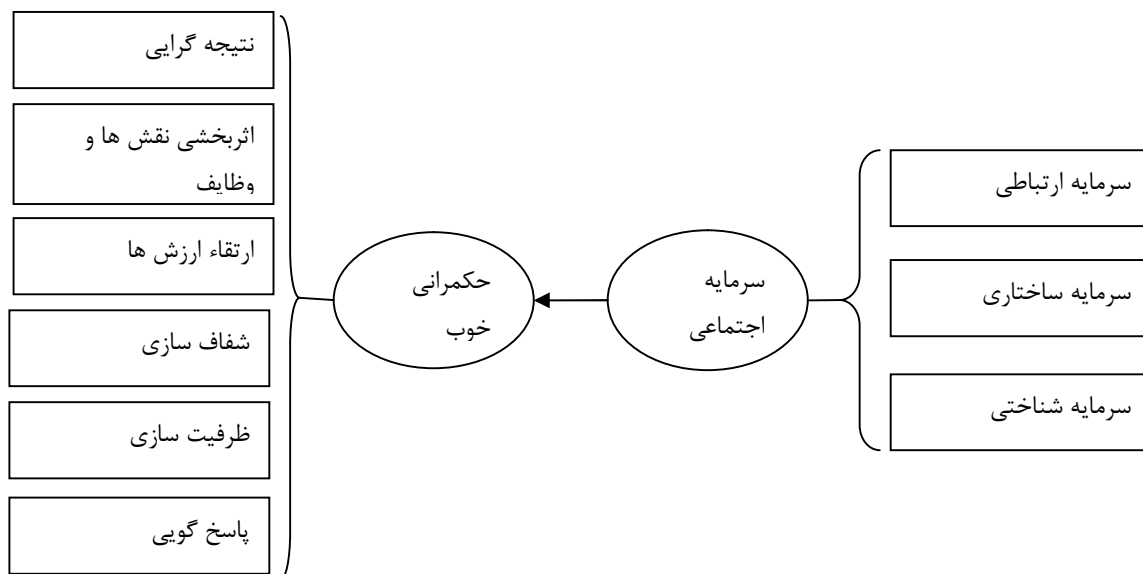 سرمایه ارتباطی
سرمایه ساختاری
سرمایه شناختی
سرمایه
اجتماعی
حکمرانی
خوب
نتیجه گرایی
اثربخشی نقش ها و
وظایف
ارتقاء ارزش ها
شفاف سازی
ظرفیت سازی
پاسخ گویی